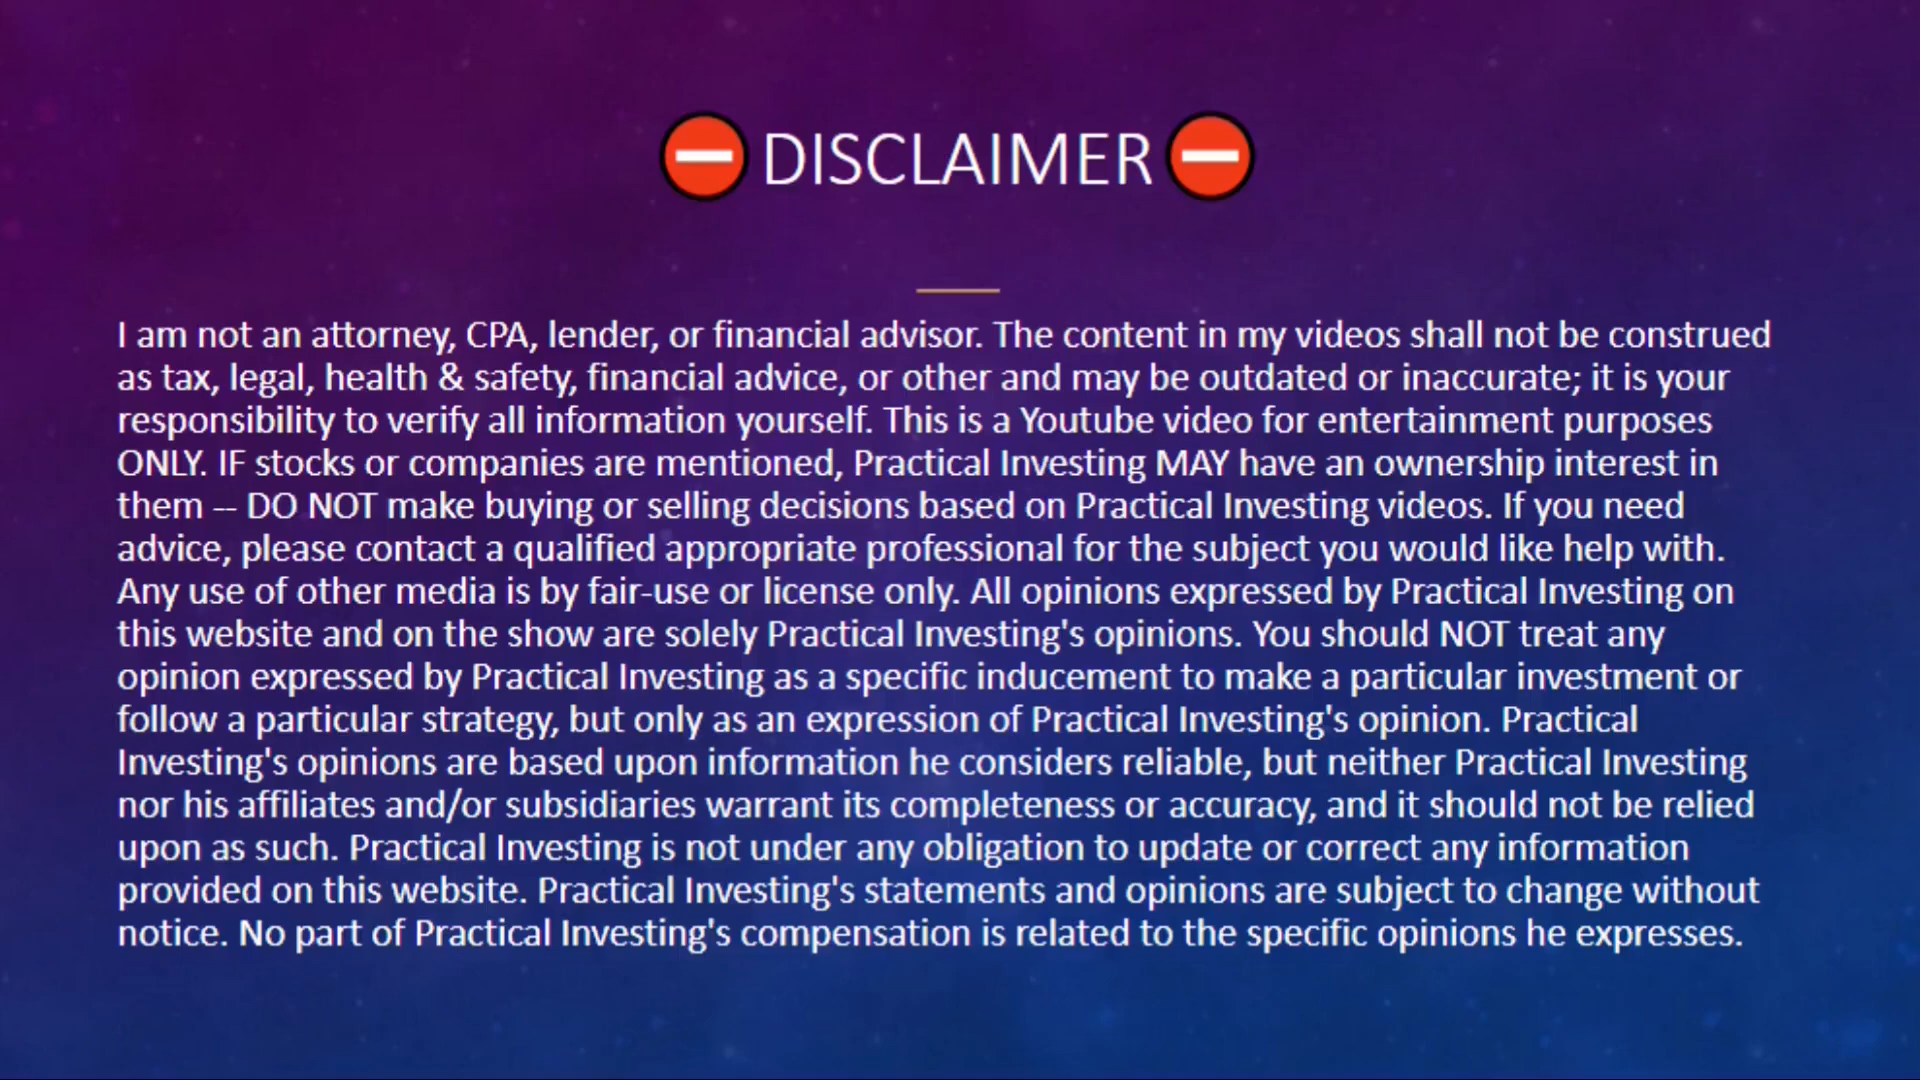 ⛔ DISCLAIMER ⛔
I am not an attorney, CPA, lender, or financial advisor. The content in my videos shall not be construed
as tax, legal, health & safety, financial advice, or other and may be outdated or inaccurate; it is your
responsibility to verify all information yourself. This is a Youtube video for entertainment purposes
ONLY. IF stocks or companies are mentioned, Practical Investing MAY have an ownership interest in
them -- DO NOT make buying or selling decisions based on Practical Investing videos. If you need
advice, please contact a qualified appropriate professional for the subject you would like help with.
Any use of other media is by fair-use or license only. All opinions expressed by Practical Investing on
this website and on the show are solely Practical Investing's opinions. You should NOT treat any
opinion expressed by Practical Investing as a specific inducement to make a particular investment or
follow a particular strategy, but only as an expression of Practical Investing's opinion. Practical
Investing's opinions are based upon information he considers reliable, but neither Practical Investing
nor his affiliates and/or subsidiaries warrant its completeness or accuracy, and it should not be relied
upon as such. Practical Investing is not under any obligation to update or correct any information
provided on this website. Practical Investing's statements and opinions are subject to change without
notice. No part of Practical Investing's compensation is related to the specific opinions he expresses.